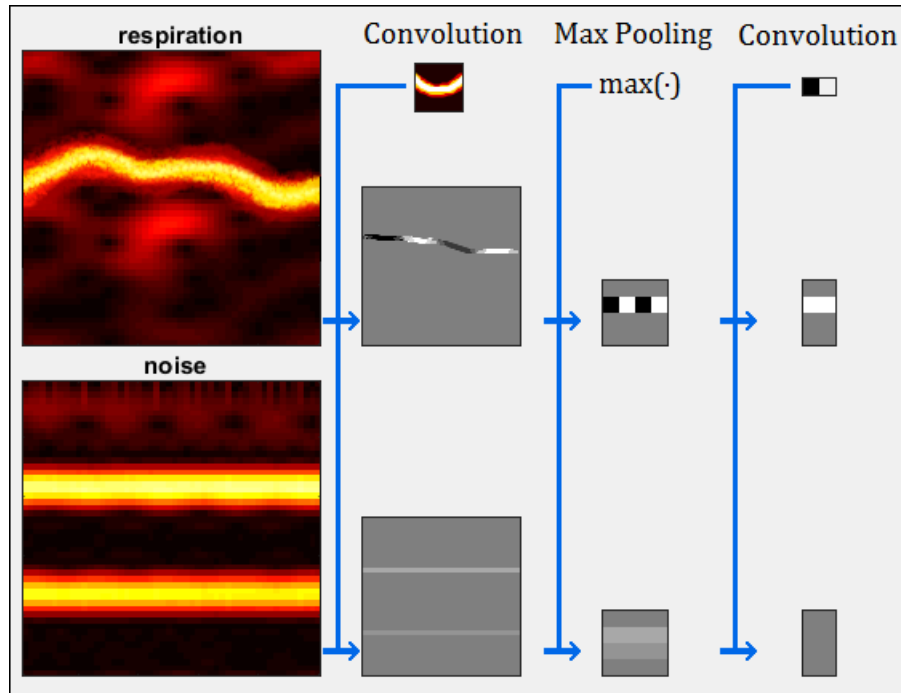 respiration
Convolution
Max Pooling
Convolution
max(·)
noise